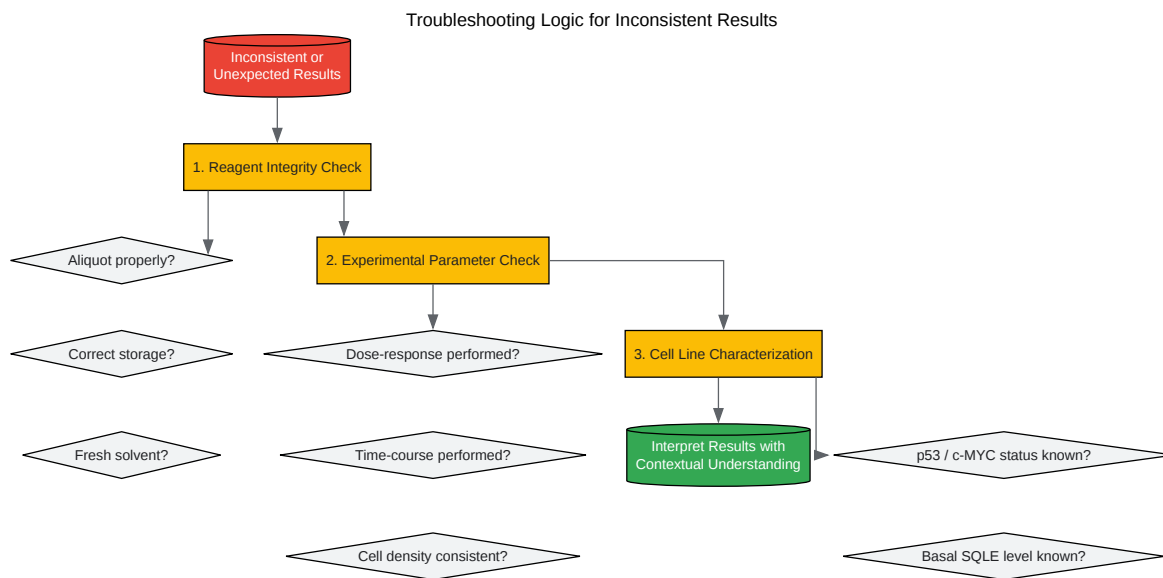 Troubleshooting Logic for Inconsistent Results
Inconsistent or
Unexpected Results
1. Reagent Integrity Check
Aliquot properly?
2. Experimental Parameter Check
Correct storage?
Dose-response performed?
3. Cell Line Characterization
Fresh solvent?
Time-course performed?
Interpret Results with
Contextual Understanding
p53 / c-MYC status known?
Cell density consistent?
Basal SQLE level known?